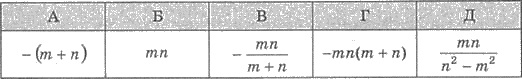 А Б В Г Д
−(m + n) mn −mn/(m + n) −mn(m + n) mn/(n² − m²)